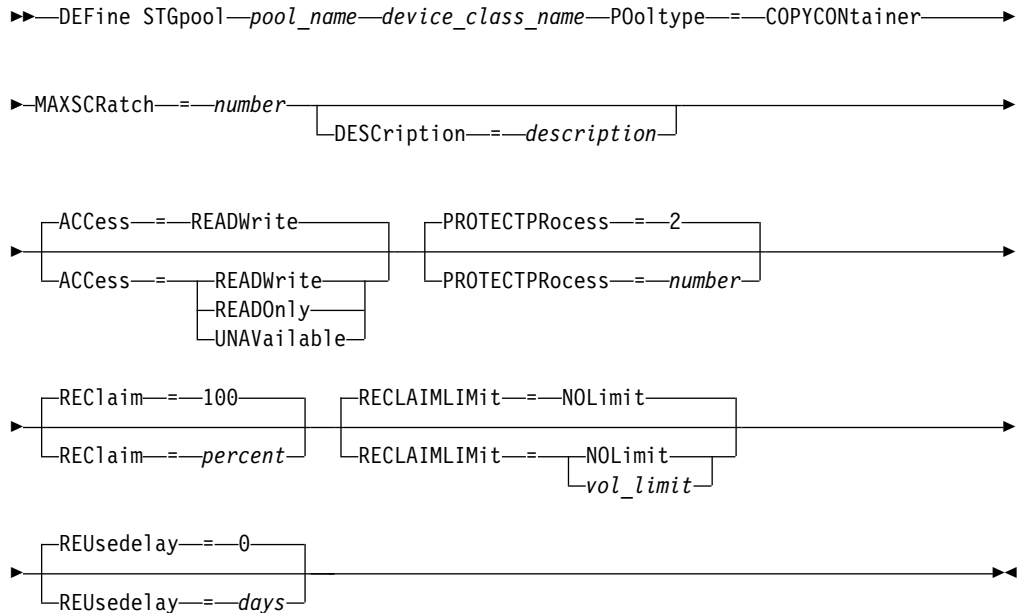 DEFine STGpool pool_name device_class_name POoltype = COPYCONtainer
MAXSCRatch = number
DESCription = description
ACCess = READWrite PROTECTPRocess = 2
ACCess = READWrite PROTECTPRocess = number
READOnly
UNAVailable
REClaim = 100 RECLAIMLIMit = NOLimit
REClaim = percent RECLAIMLIMit = NOLimit
vol_limit
REUsedelay = 0
REUsedelay = days